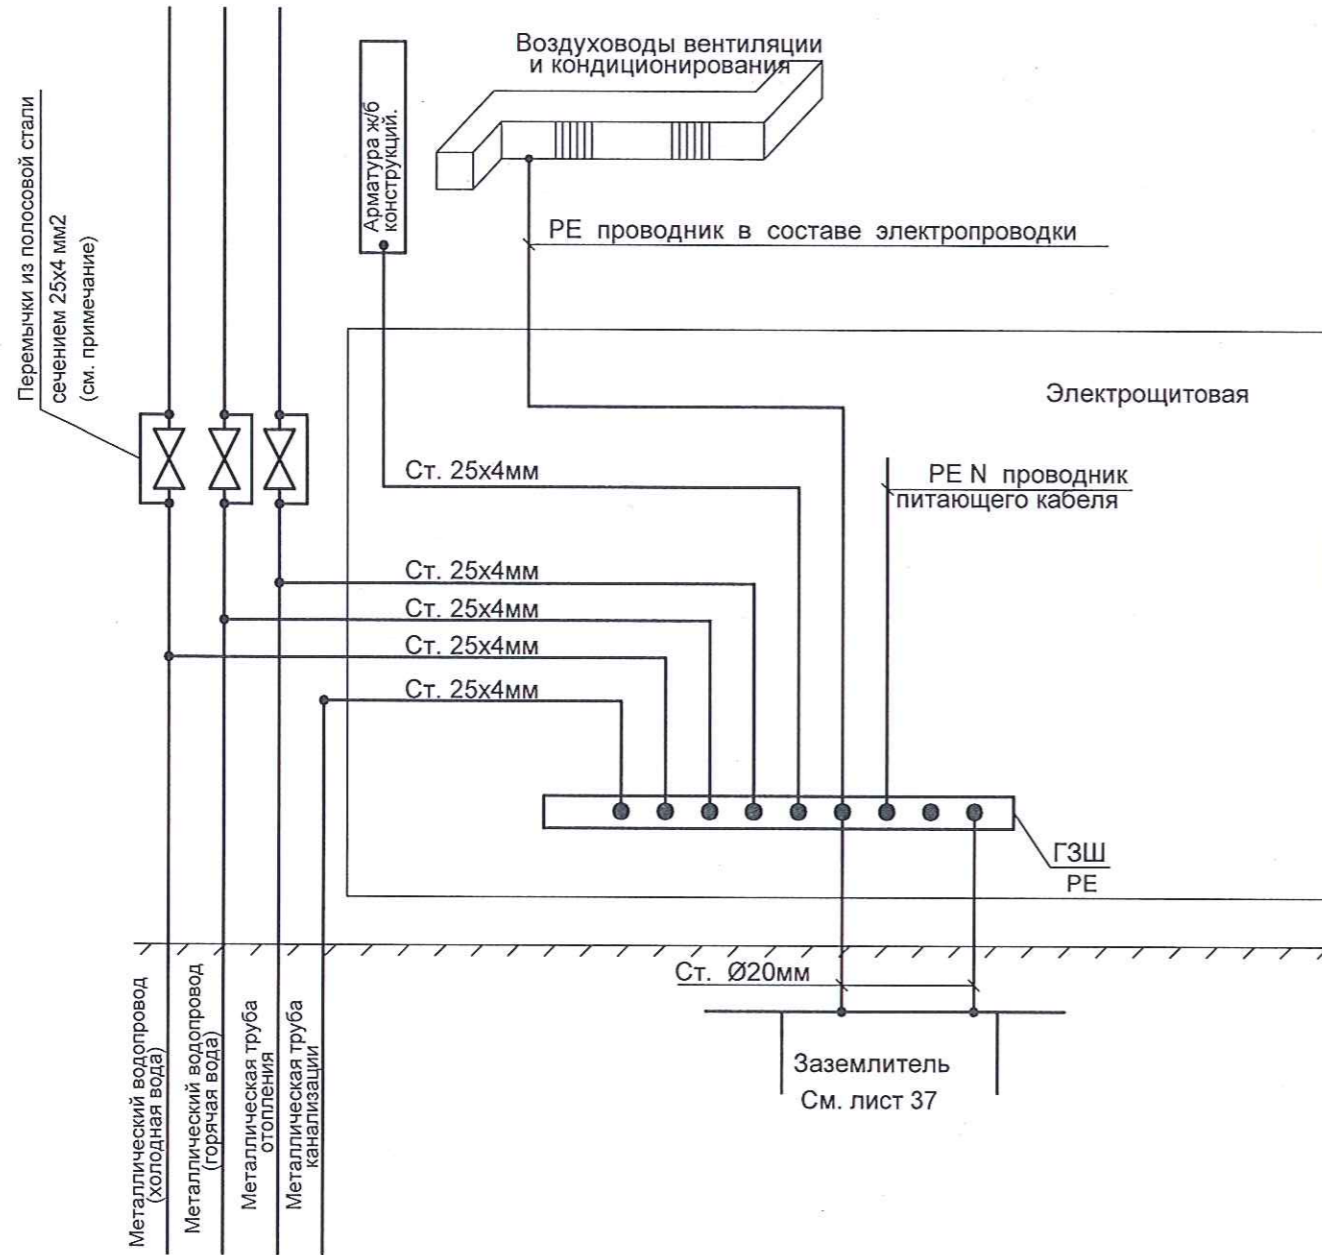 Воздуховоды вентиляции
и кондиционирования
Перемычки из полосовой стали
сечением 25х4 мм2
(см. примечание)
Арматура ж/б
конструкций.
PE проводник в составе электропроводки
Электрощитовая
Ст. 25х4мм
PE N проводник
питающего кабеля
Ст. 25х4мм
Ст. 25х4мм
Ст. 25х4мм
Ст. 25х4мм
ГЗШ
PE
Ст. Ø20мм
Металлический водопровод
(холодная вода)
Металлический водопровод
(горячая вода)
Металлическая труба
отопления
Металлическая труба
канализации
Заземлитель
См. лист 37